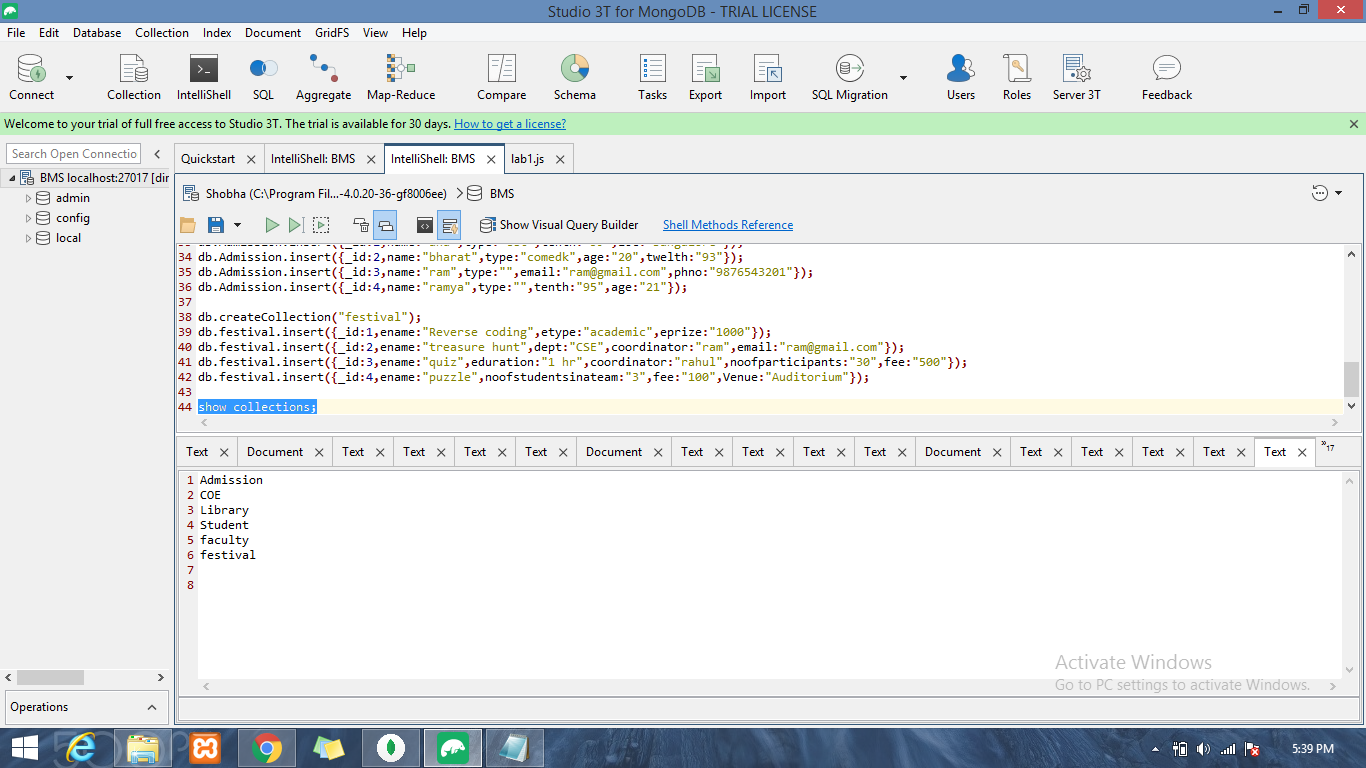 Studio 3T for MongoDB - TRIAL LICENSE
File Edit Database Collection Index Document GridFS View Help
Connect Collection IntelliShell SQL Aggregate Map-Reduce Compare Schema Tasks Export Import SQL Migration Users Roles Server 3T Feedback
Welcome to your trial of full free access to Studio 3T. The trial is available for 30 days. How to get a license?
Search Open Connectio
BMS localhost:27017 [dir
admin
config
local
Quickstart IntelliShell: BMS IntelliShell: BMS lab1.js
Shobha (C:\Program Fil...-4.0.20-36-gf8006ee) BMS
Show Visual Query Builder Shell Methods Reference
34 db.Admission.insert({_id:2,name:"bharat",type:"comedk",age:"20",twelth:"93"});
35 db.Admission.insert({_id:3,name:"ram",type:"",email:"ram@gmail.com",phno:"9876543201"});
36 db.Admission.insert({_id:4,name:"ramya",type:"",tenth:"95",age:"21"});
37
38 db.createCollection("festival");
39 db.festival.insert({_id:1,ename:"Reverse coding",etype:"academic",eprize:"1000"});
40 db.festival.insert({_id:2,ename:"treasure hunt",dept:"CSE",coordinator:"ram",email:"ram@gmail.com"});
41 db.festival.insert({_id:3,ename:"quiz",eduration:"1 hr",coordinator:"rahul",noofparticipants:"30",fee:"500"});
42 db.festival.insert({_id:4,ename:"puzzle",noofstudentsinateam:"3",fee:"100",Venue:"Auditorium"});
43
44 show collections;
Text Document Text Text Text Text Document Text Text Text Text Document Text Text Text Text Text »17
1 Admission
2 COE
3 Library
4 Student
5 faculty
6 festival
7
8
Activate Windows
Go to PC settings to activate Windows.
Operations
5:39 PM